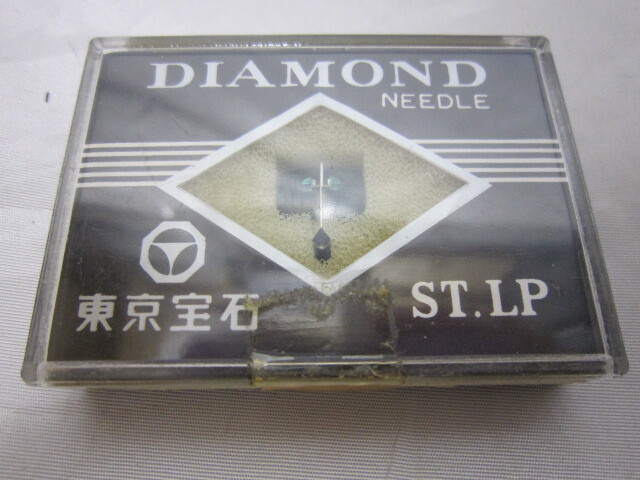 DIAMOND
NEEDLE
東京宝石
ST.LP